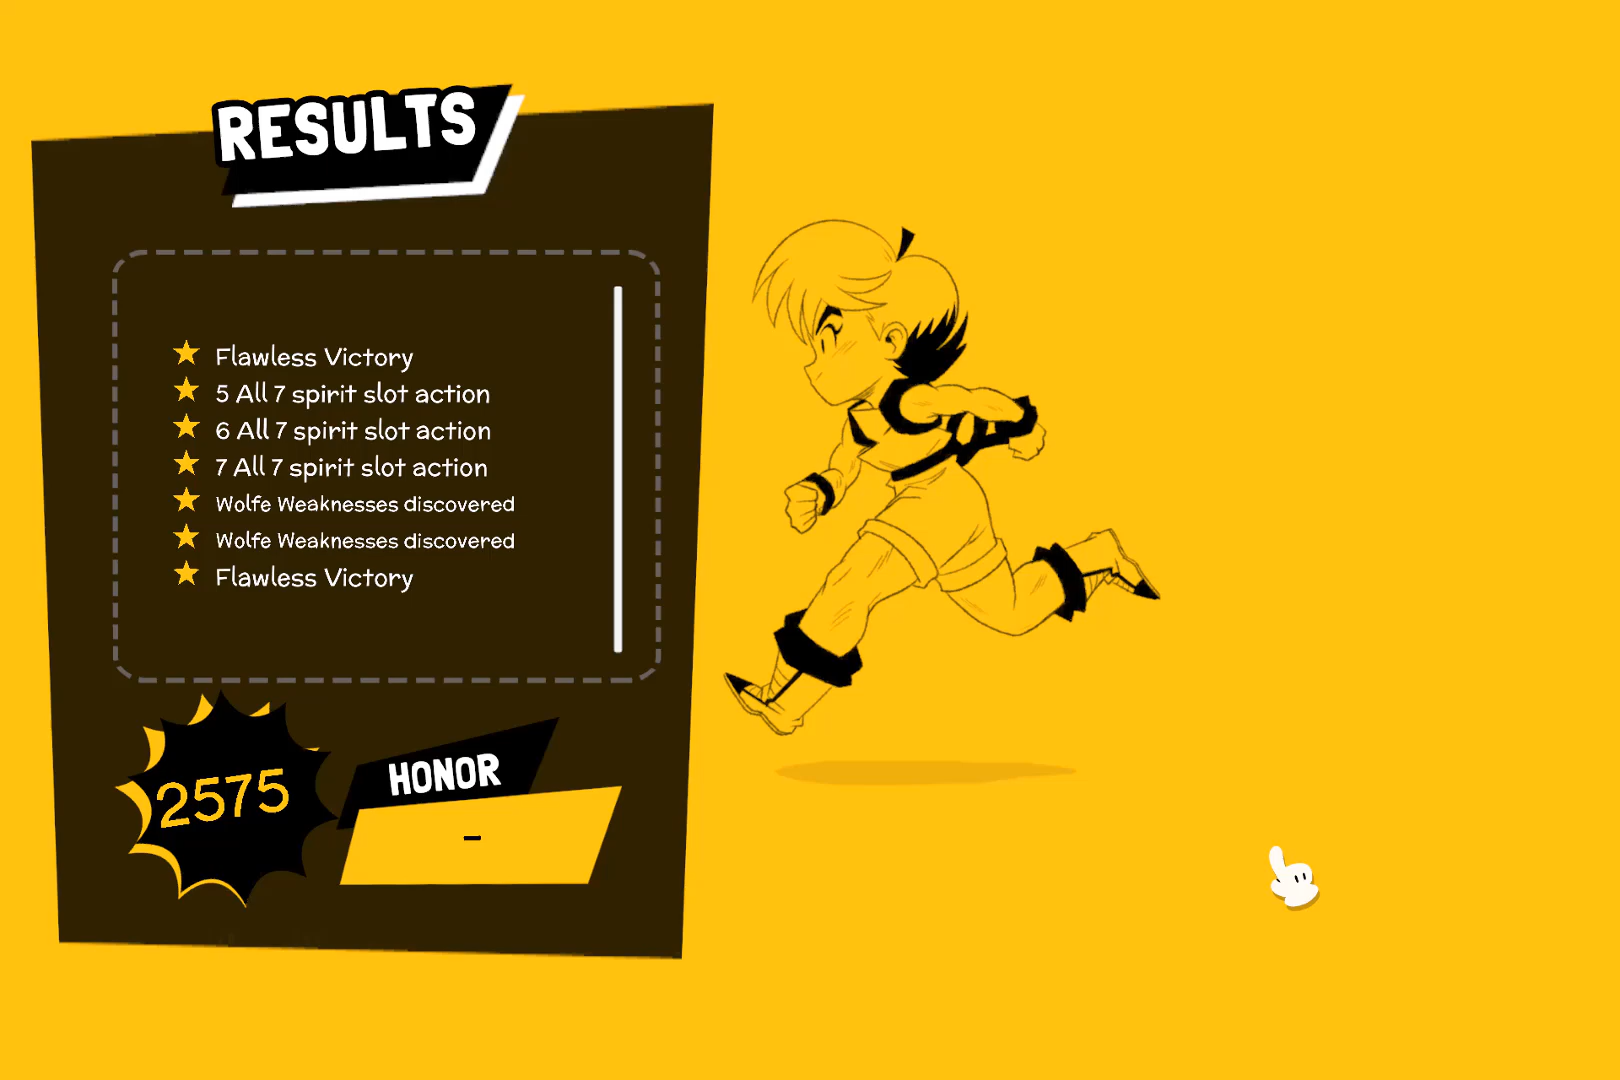 RESULTS
Flawless Victory
5 All 7 spirit slot action
6 All 7 spirit slot action
7 All 7 spirit slot action
Wolfe Weaknesses discovered
Wolfe Weaknesses discovered
Flawless Victory
2575
HONOR
-